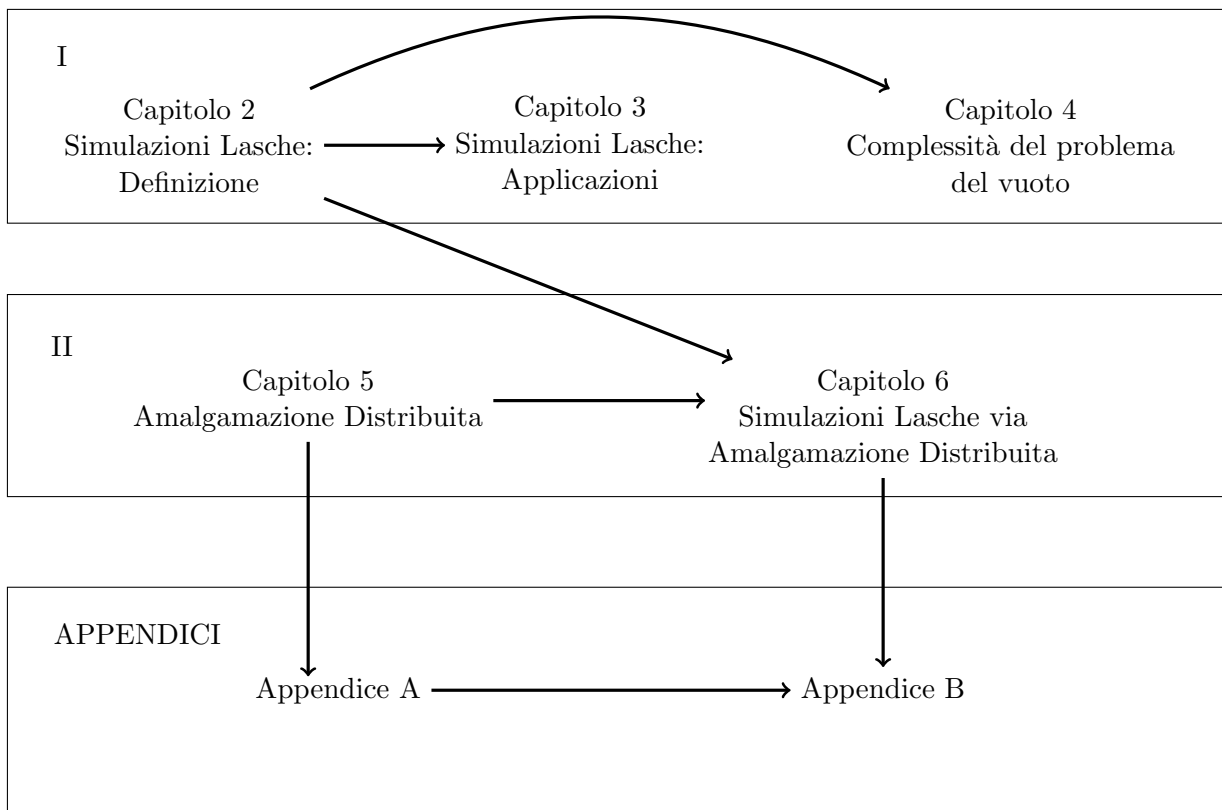 I
Capitolo 2
Simulazioni Lasche:
Definizione
Capitolo 3
Simulazioni Lasche:
Applicazioni
Capitolo 4
Complessità del problema
del vuoto
II
Capitolo 5
Amalgamazione Distribuita
Capitolo 6
Simulazioni Lasche via
Amalgamazione Distribuita
APPENDICI
Appendice A
Appendice B